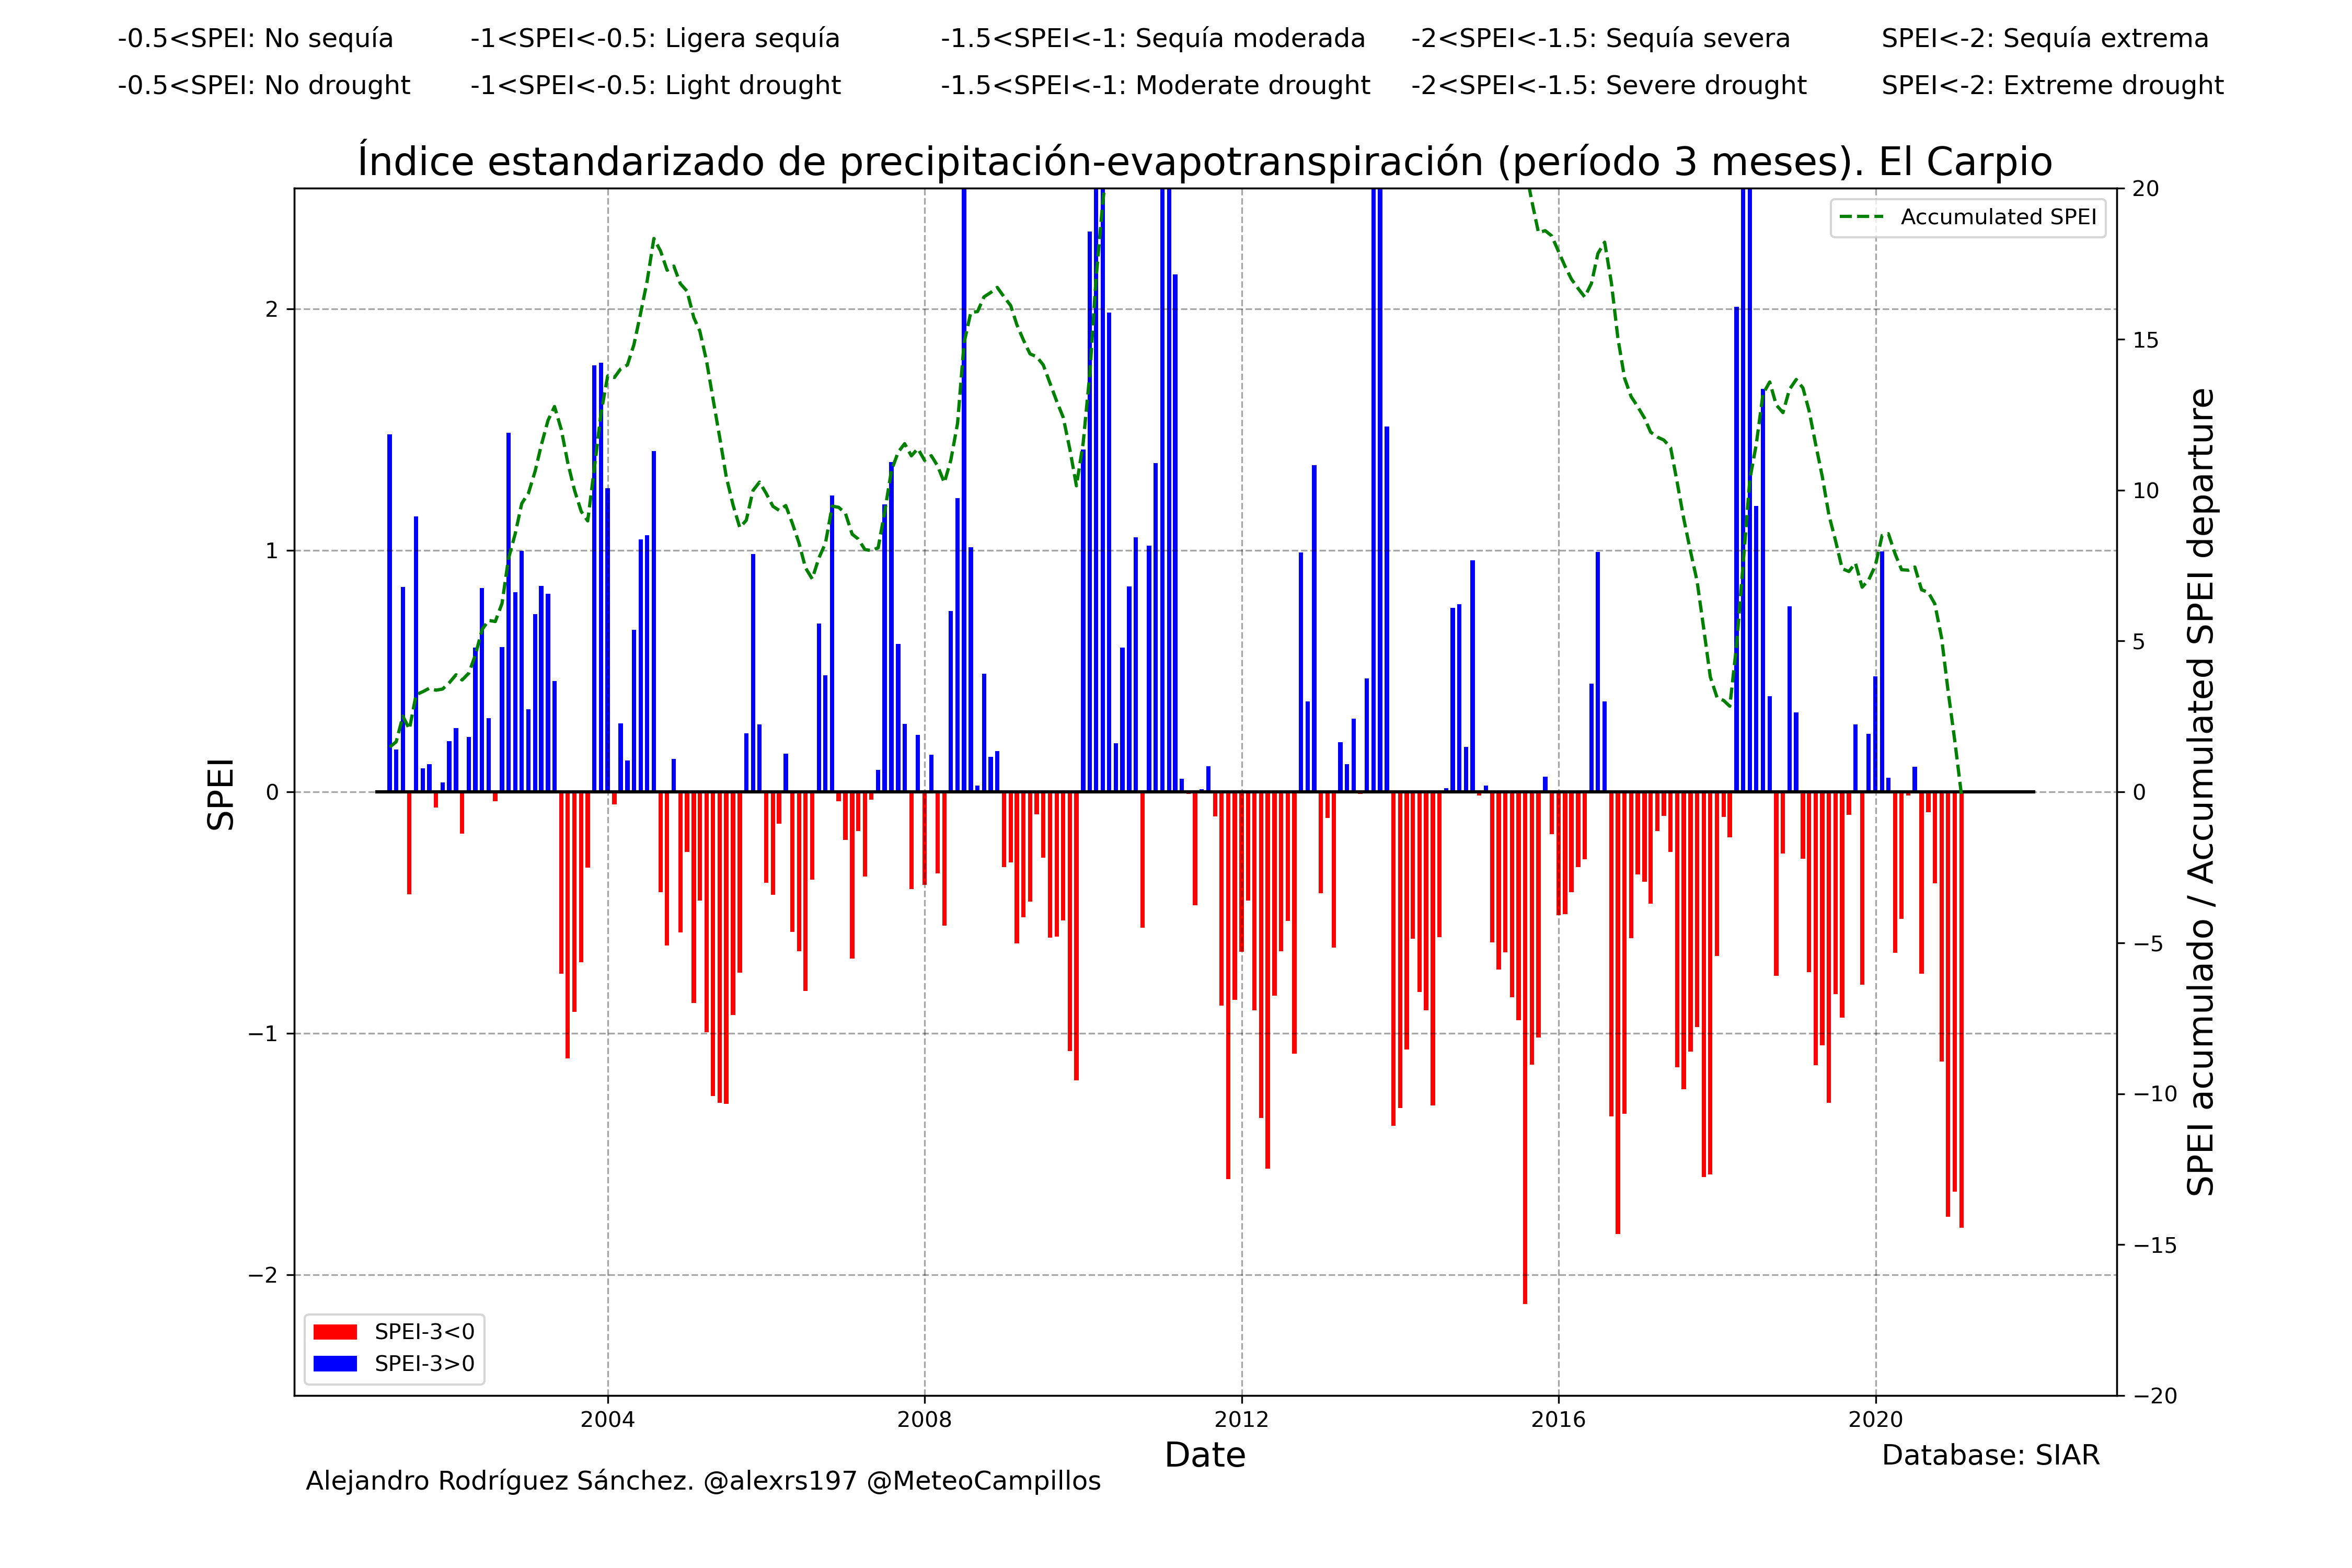 -0.5<SPEI: No sequía -1<SPEI<-0.5: Ligera sequía -1.5<SPEI<-1: Sequía moderada -2<SPEI<-1.5: Sequía severa SPEI<-2: Sequía extrema
-0.5<SPEI: No drought -1<SPEI<-0.5: Light drought -1.5<SPEI<-1: Moderate drought -2<SPEI<-1.5: Severe drought SPEI<-2: Extreme drought
Índice estandarizado de precipitación-evapotranspiración (período 3 meses). El Carpio
Accumulated SPEI
2
1
0
−1
−2
SPEI
20
15
10
5
0
−5
−10
−15
−20
SPEI acumulado / Accumulated SPEI departure
SPEI-3<0
SPEI-3>0
2004 2008 2012 2016 2020
Date
Database: SIAR
Alejandro Rodríguez Sánchez. @alexrs197 @MeteoCampillos